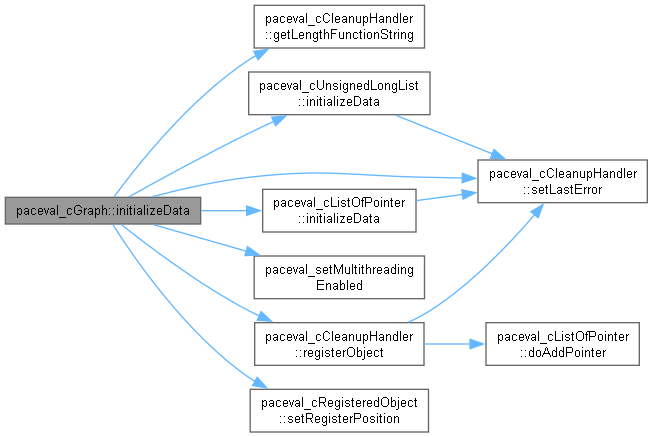 paceval_cGraph::initializeData
paceval_cCleanupHandler
::getLengthFunctionString
paceval_cUnsignedLongList
::initializeData
paceval_cListOfPointer
::initializeData
paceval_setMultithreading
Enabled
paceval_cCleanupHandler
::registerObject
paceval_cRegisteredObject
::setRegisterPosition
paceval_cCleanupHandler
::setLastError
paceval_cListOfPointer
::doAddPointer